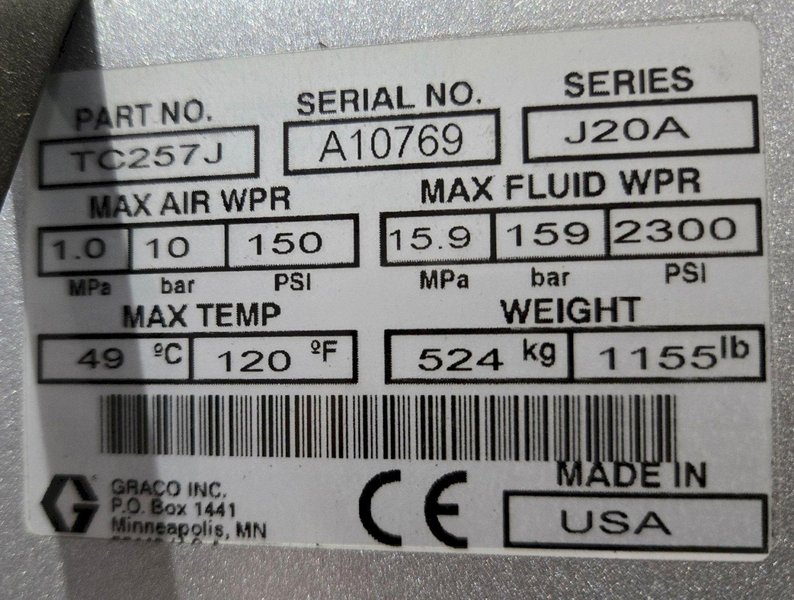 PART NO. SERIAL NO. SERIES
TC257J A10769 J20A
MAX AIR WPR MAX FLUID WPR
1.0 10 150 15.9 159 2300
MPa bar PSI MPa bar PSI
MAX TEMP WEIGHT
49 ºC 120 ºF 524 kg 1155 lb
MADE IN
GRACO INC.
P.O. Box 1441
Minneapolis, MN
CE
USA